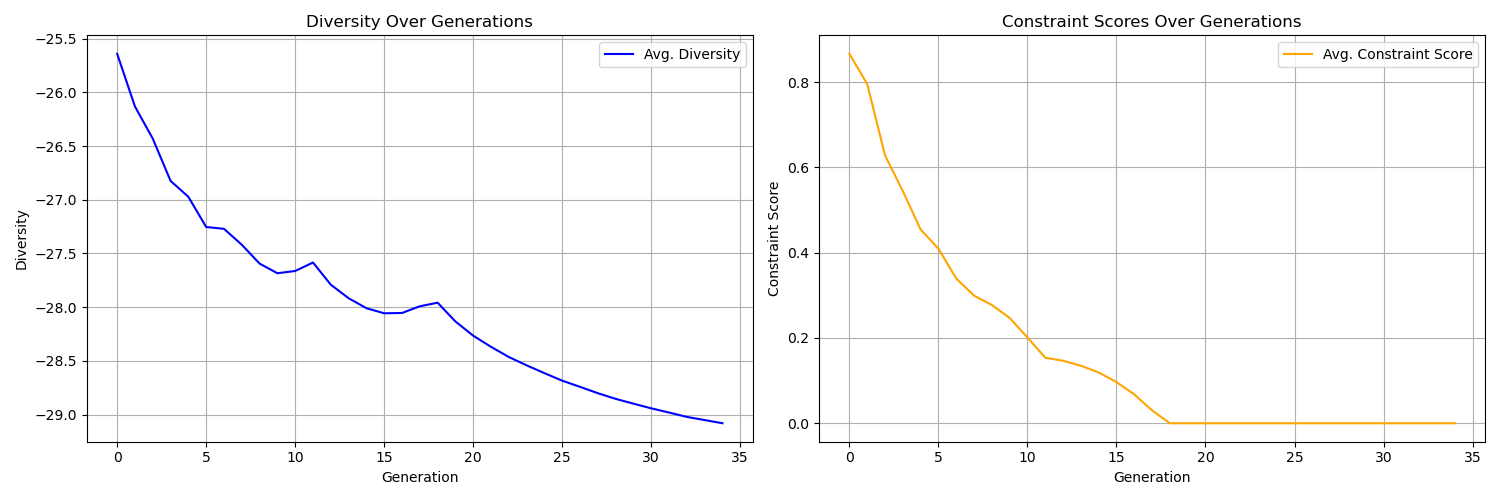 Diversity Over Generations
Avg. Diversity
−25.5
−26.0
−26.5
−27.0
−27.5
−28.0
−28.5
−29.0
Diversity
0 5 10 15 20 25 30 35
Generation
Constraint Scores Over Generations
Avg. Constraint Score
0.8
0.6
0.4
0.2
0.0
Constraint Score
0 5 10 15 20 25 30 35
Generation